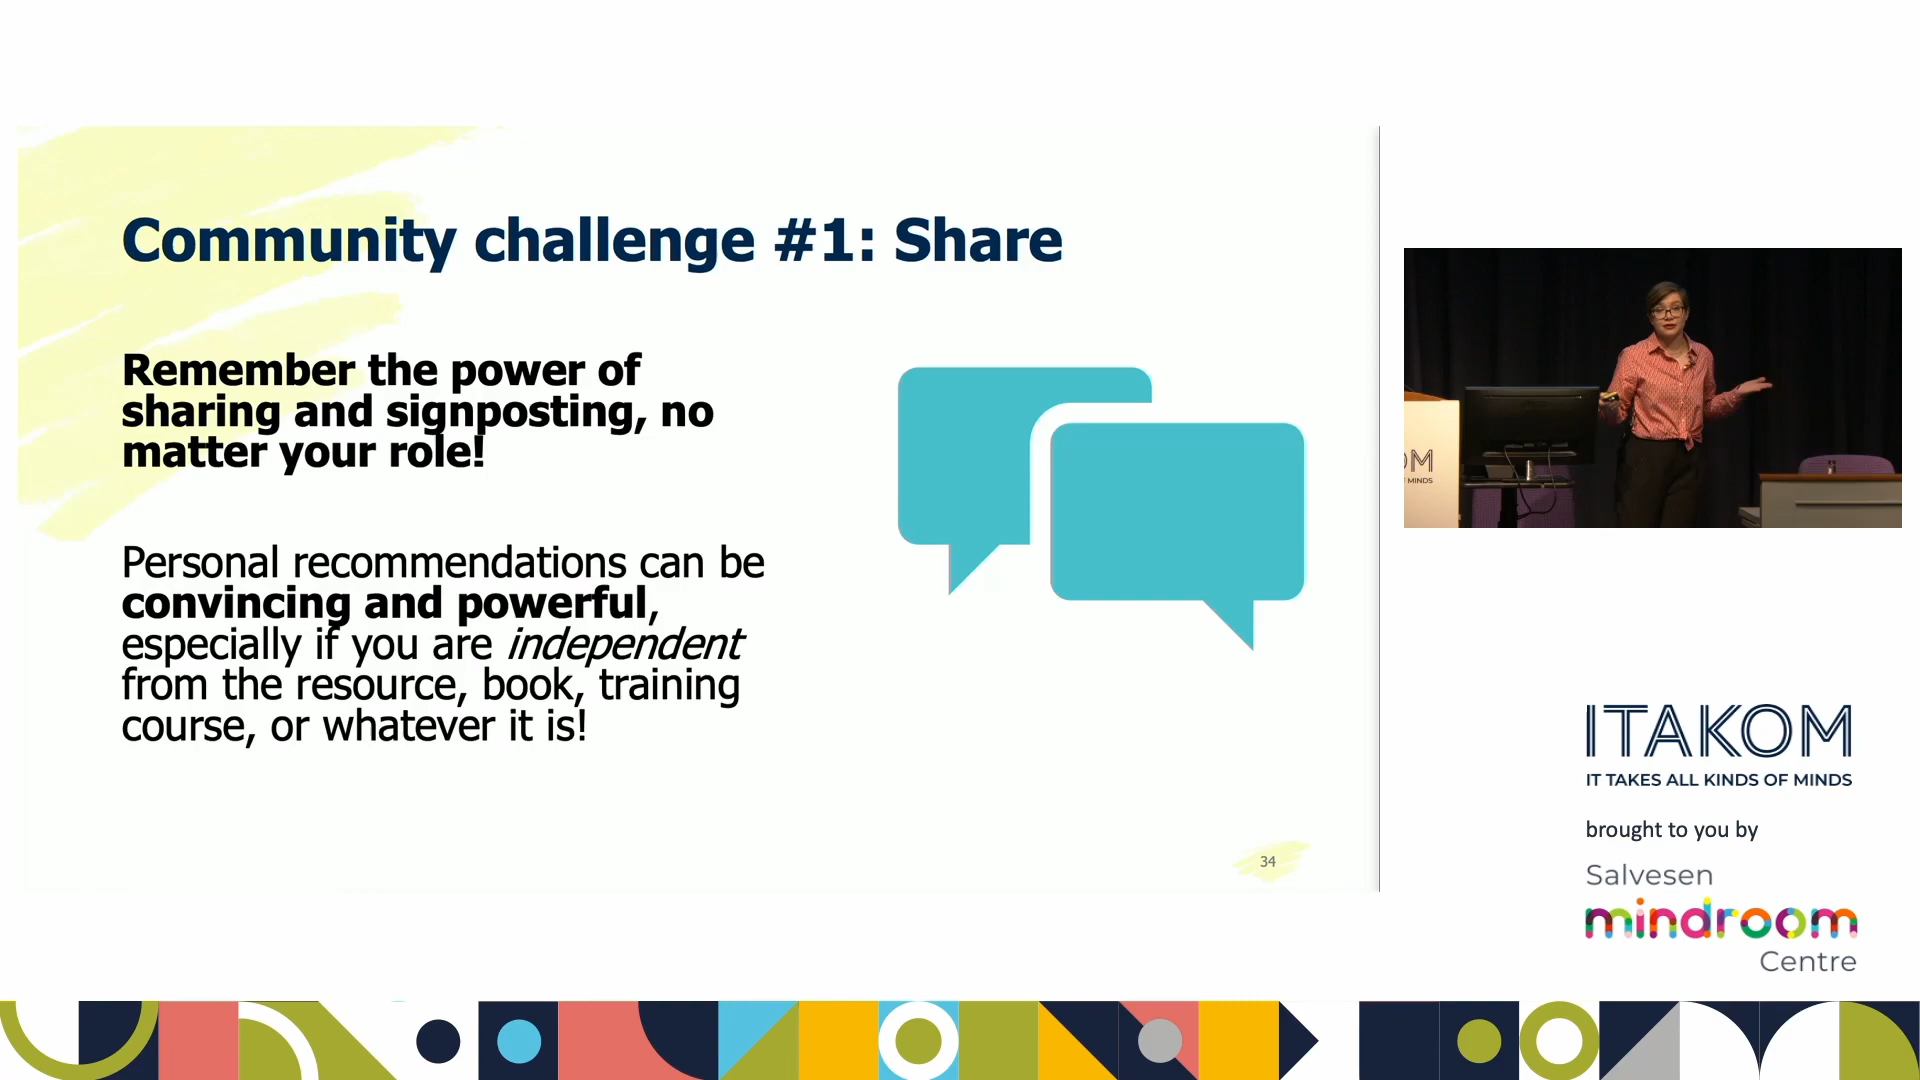 Community challenge #1: Share
Remember the power of
sharing and signposting, no
matter your role!
Personal recommendations can be
convincing and powerful,
especially if you are independent
from the resource, book, training
course, or whatever it is!
34
OM
F MINDS
ITAKOM
IT TAKES ALL KINDS OF MINDS
brought to you by
Salvesen
mindroom
Centre